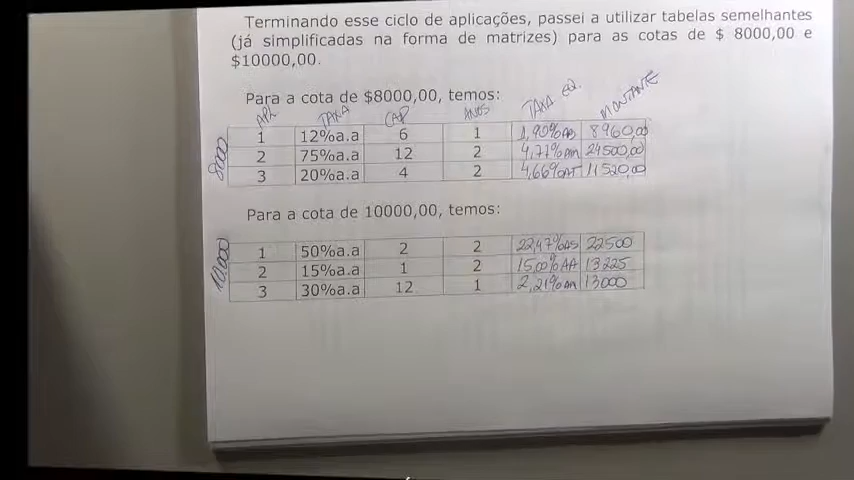 Terminando esse ciclo de aplicações, passei a utilizar tabelas semelhantes
(já simplificadas na forma de matrizes) para as cotas de $ 8000,00 e
$10000,00.
Para a cota de $8000,00, temos:
APL TAXA CAP ANOS TAXA EQ. MONTANTE
8000
1 12%a.a 6 1 1,90%AB 8960,00
2 75%a.a 12 2 4,77%AM 24500,00
3 20%a.a 4 2 4,66%AT 11520,00
Para a cota de 10000,00, temos:
10.000
1 50%a.a 2 2 22,47%AS 22500
2 15%a.a 1 2 15,00%AA 13225
3 30%a.a 12 1 2,21%AM 13000